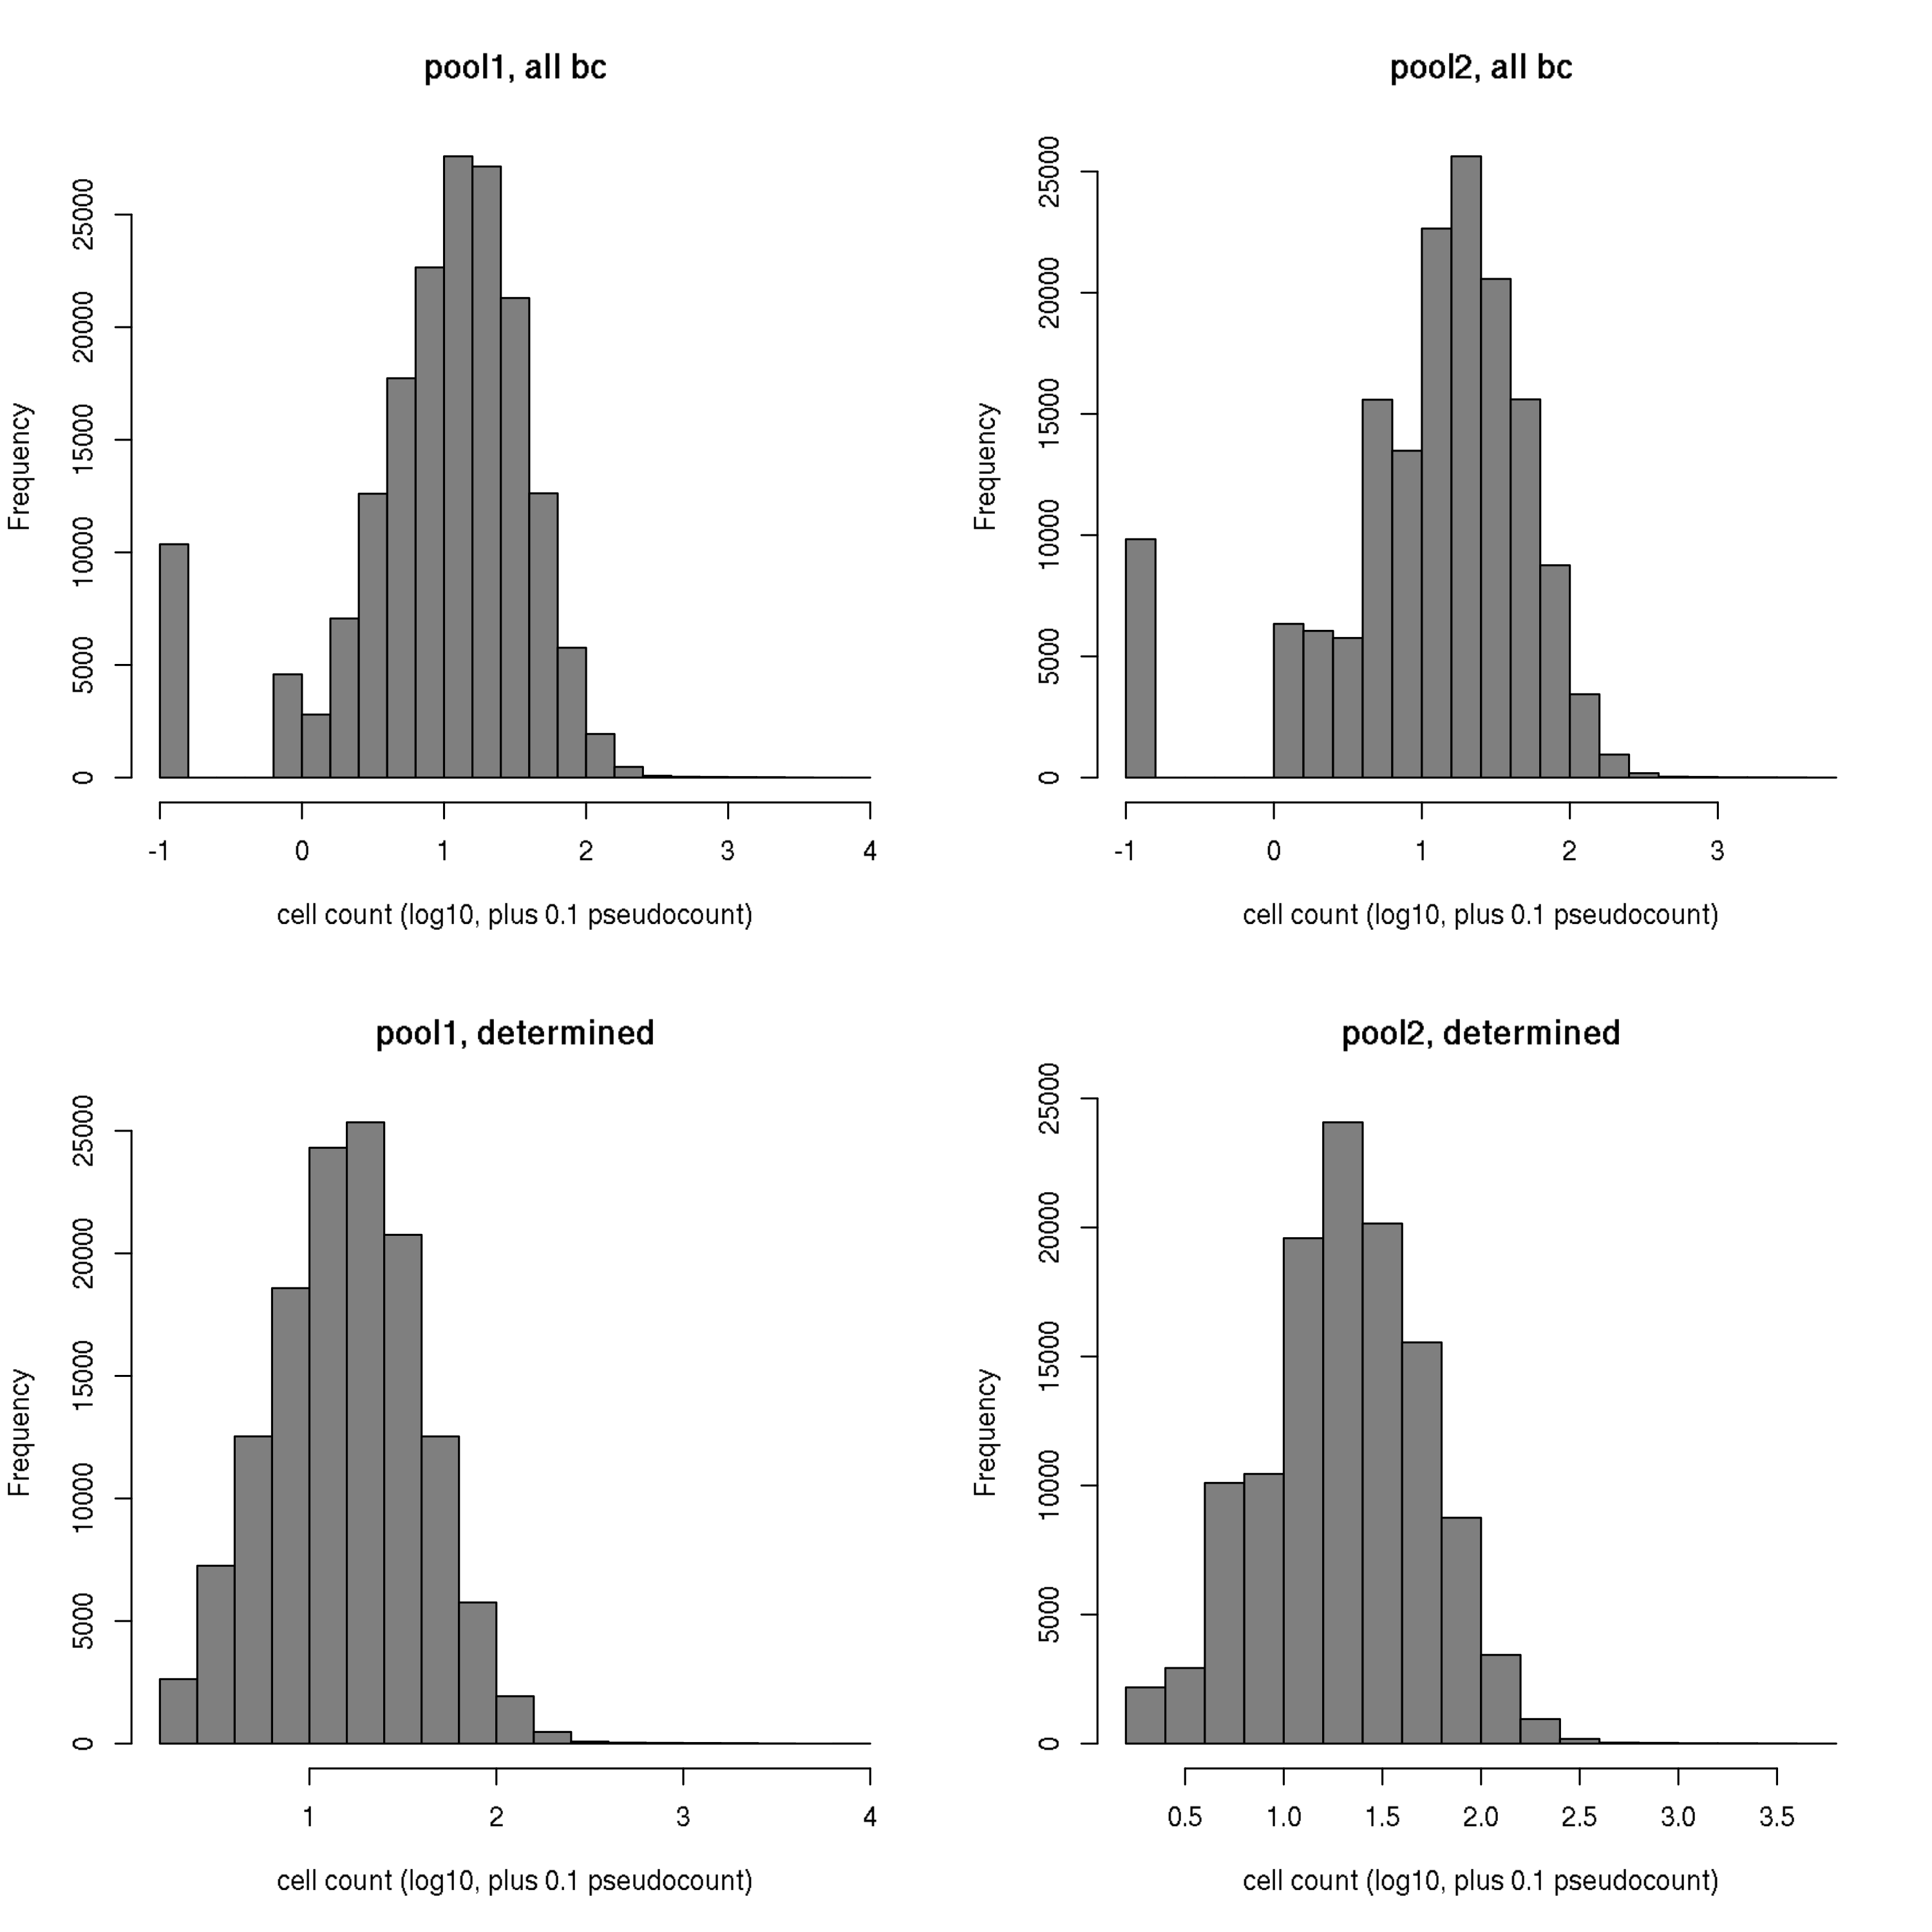 pool1, all bc
Frequency
25000
20000
15000
10000
5000
0
-1 0 1 2 3 4
cell count (log10, plus 0.1 pseudocount)
pool2, all bc
Frequency
25000
20000
15000
10000
5000
0
-1 0 1 2 3
cell count (log10, plus 0.1 pseudocount)
pool1, determined
Frequency
25000
20000
15000
10000
5000
0
1 2 3 4
cell count (log10, plus 0.1 pseudocount)
pool2, determined
Frequency
25000
20000
15000
10000
5000
0
0.5 1.0 1.5 2.0 2.5 3.0 3.5
cell count (log10, plus 0.1 pseudocount)